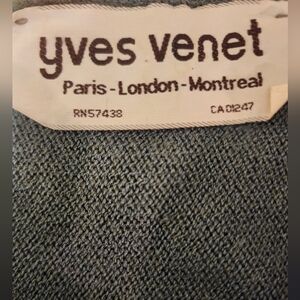 yves venet
Paris-London-Montreal
RN57438 CA01247